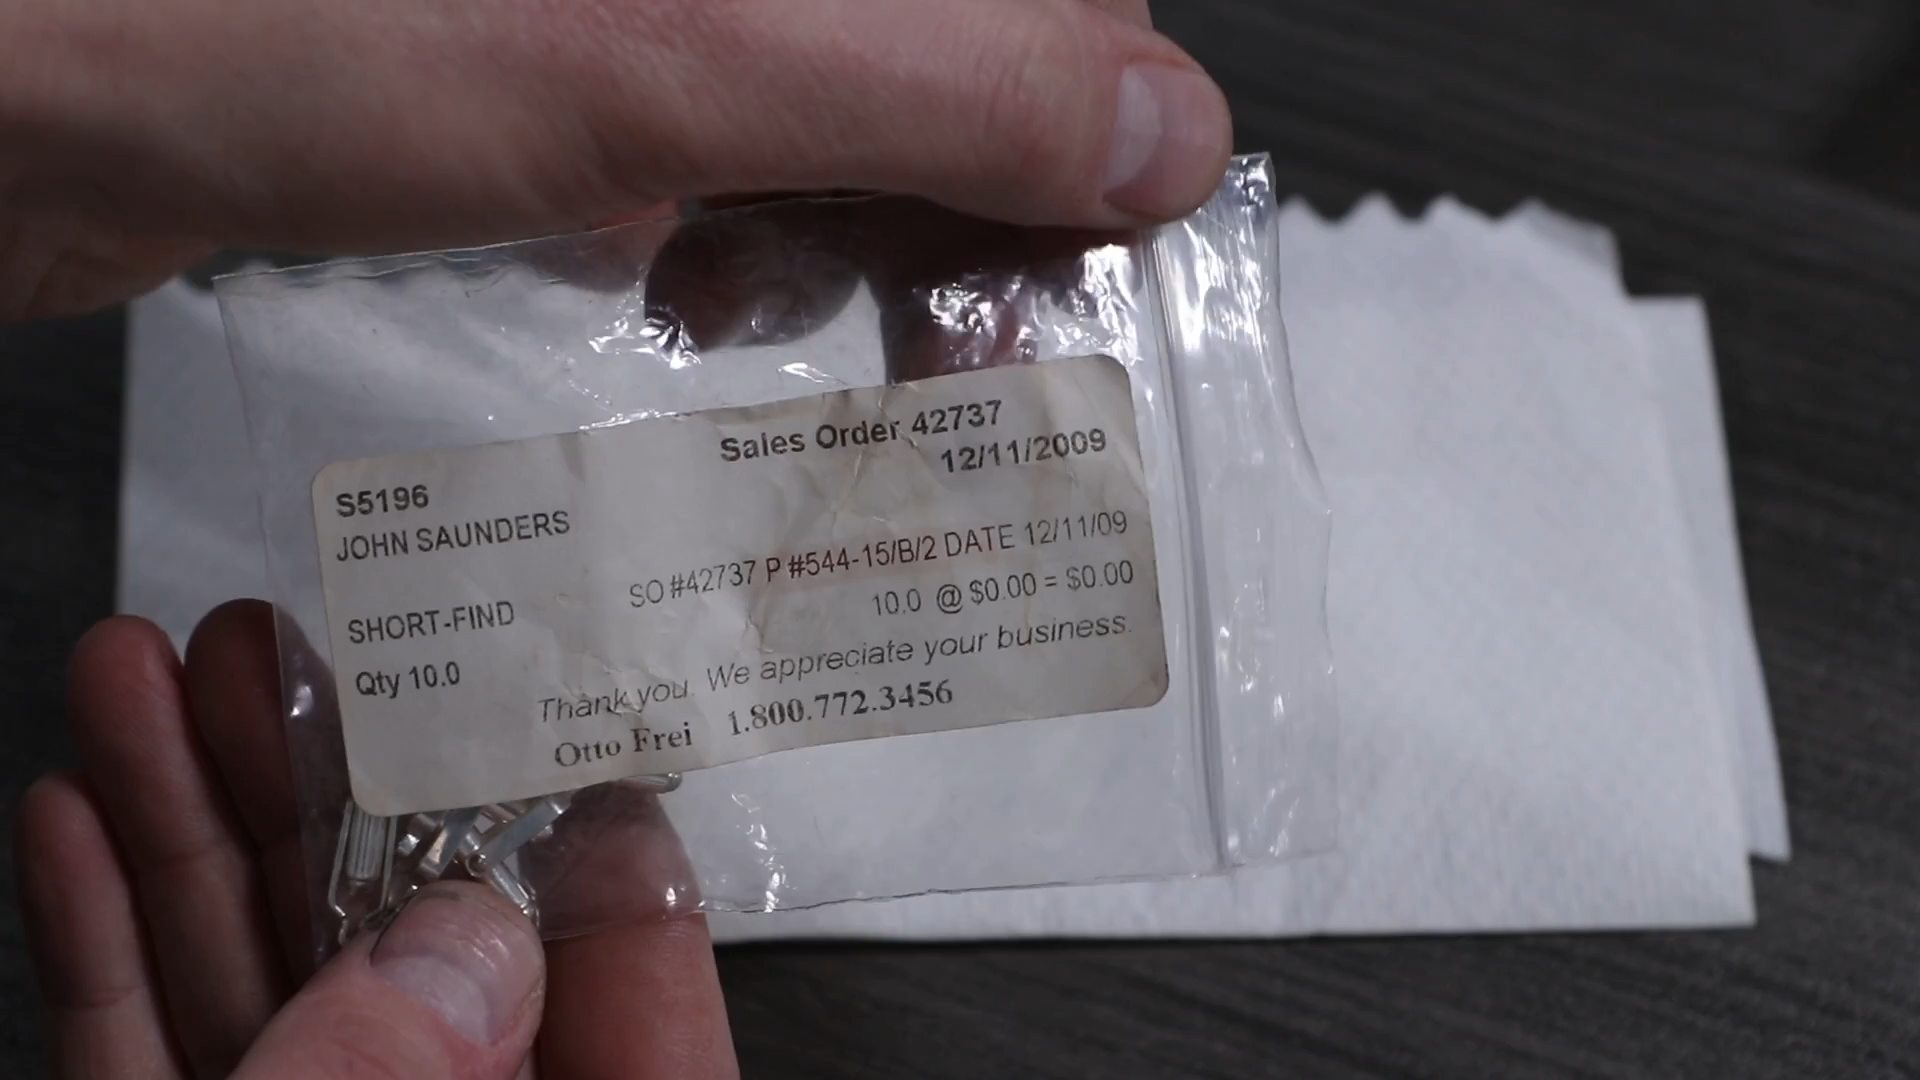 Sales Order 42737
12/11/2009
S5196
JOHN SAUNDERS
SO #42737 P #544-15/B/2 DATE 12/11/09
10.0 @ $0.00 = $0.00
SHORT-FIND
Qty 10.0
Thank you. We appreciate your business.
Otto Frei 1.800.772.3456